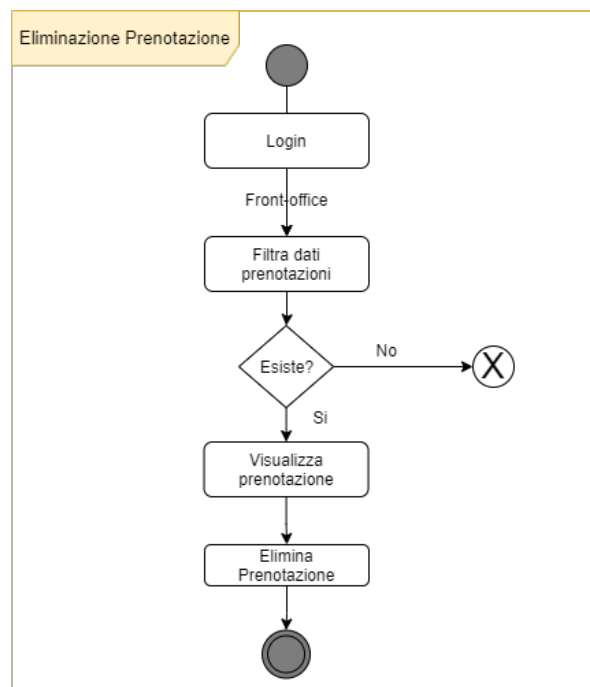 Eliminazione Prenotazione
Login
Front-office
Filtra dati
prenotazioni
Esiste?
No
X
Si
Visualizza
prenotazione
Elimina
Prenotazione